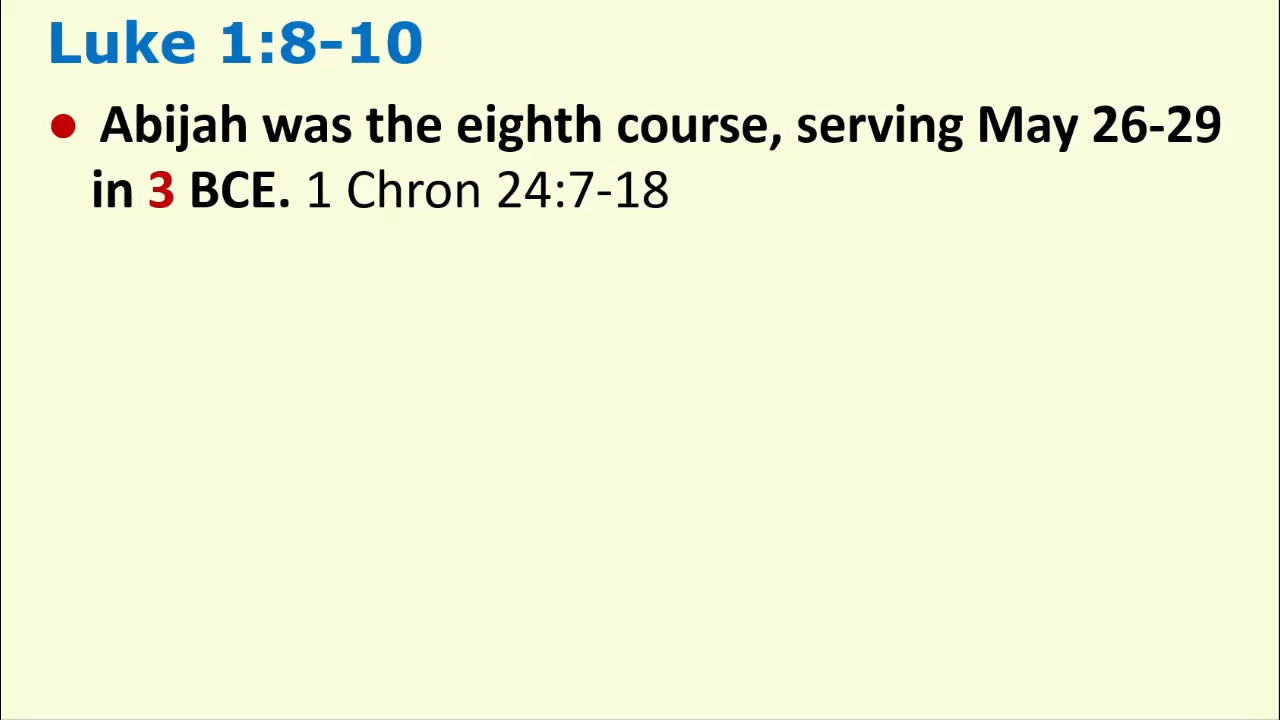 Luke 1:8-10
● Abijah was the eighth course, serving May 26-29
in 3 BCE. 1 Chron 24:7-18